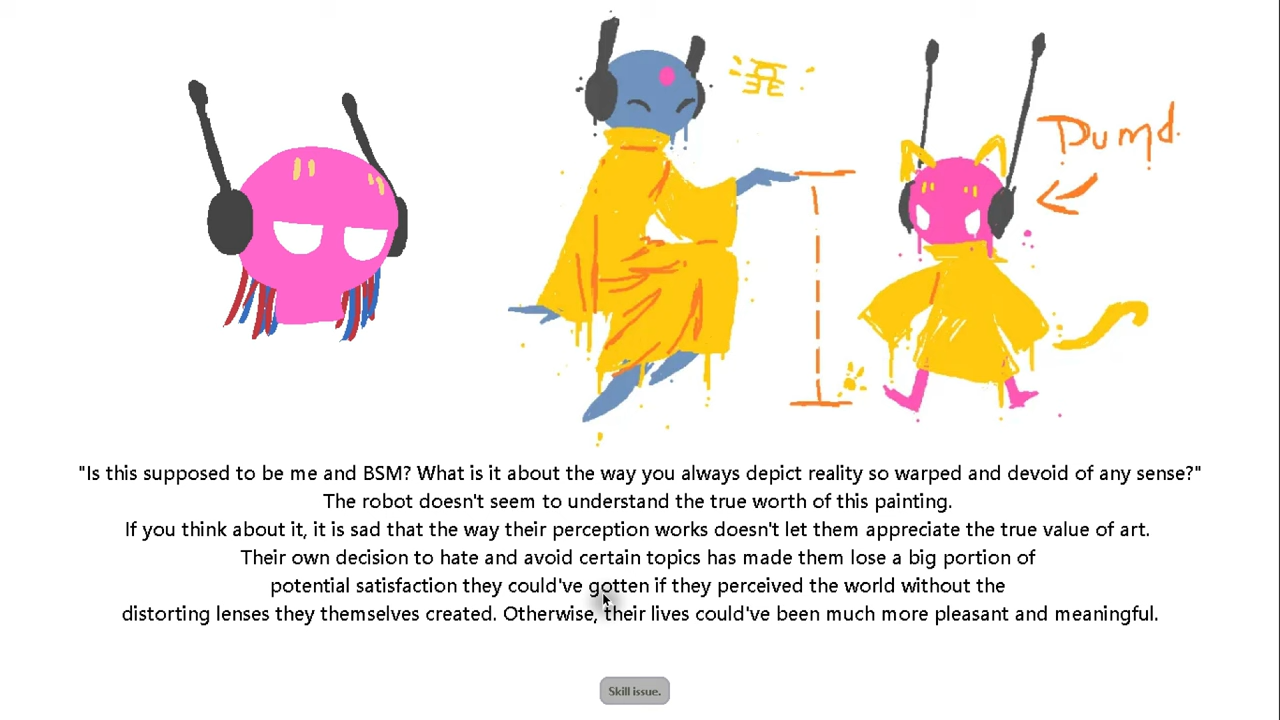 Dumd.
"Is this supposed to be me and BSM? What is it about the way you always depict reality so warped and devoid of any sense?"
The robot doesn't seem to understand the true worth of this painting.
If you think about it, it is sad that the way their perception works doesn't let them appreciate the true value of art.
Their own decision to hate and avoid certain topics has made them lose a big portion of
potential satisfaction they could've gotten if they perceived the world without the
distorting lenses they themselves created. Otherwise, their lives could've been much more pleasant and meaningful.
Skill issue.